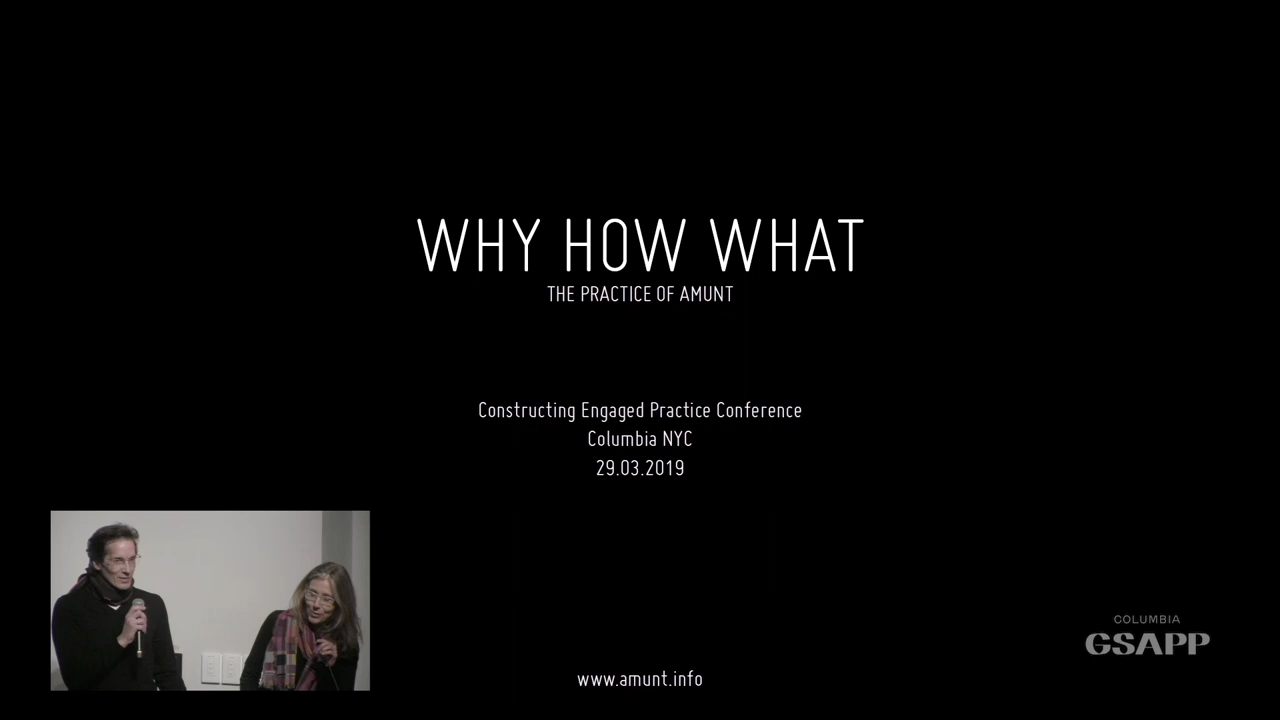 WHY HOW WHAT
THE PRACTICE OF AMUNT
Constructing Engaged Practice Conference
Columbia NYC
29.03.2019
COLUMBIA
GSAPP
www.amunt.info